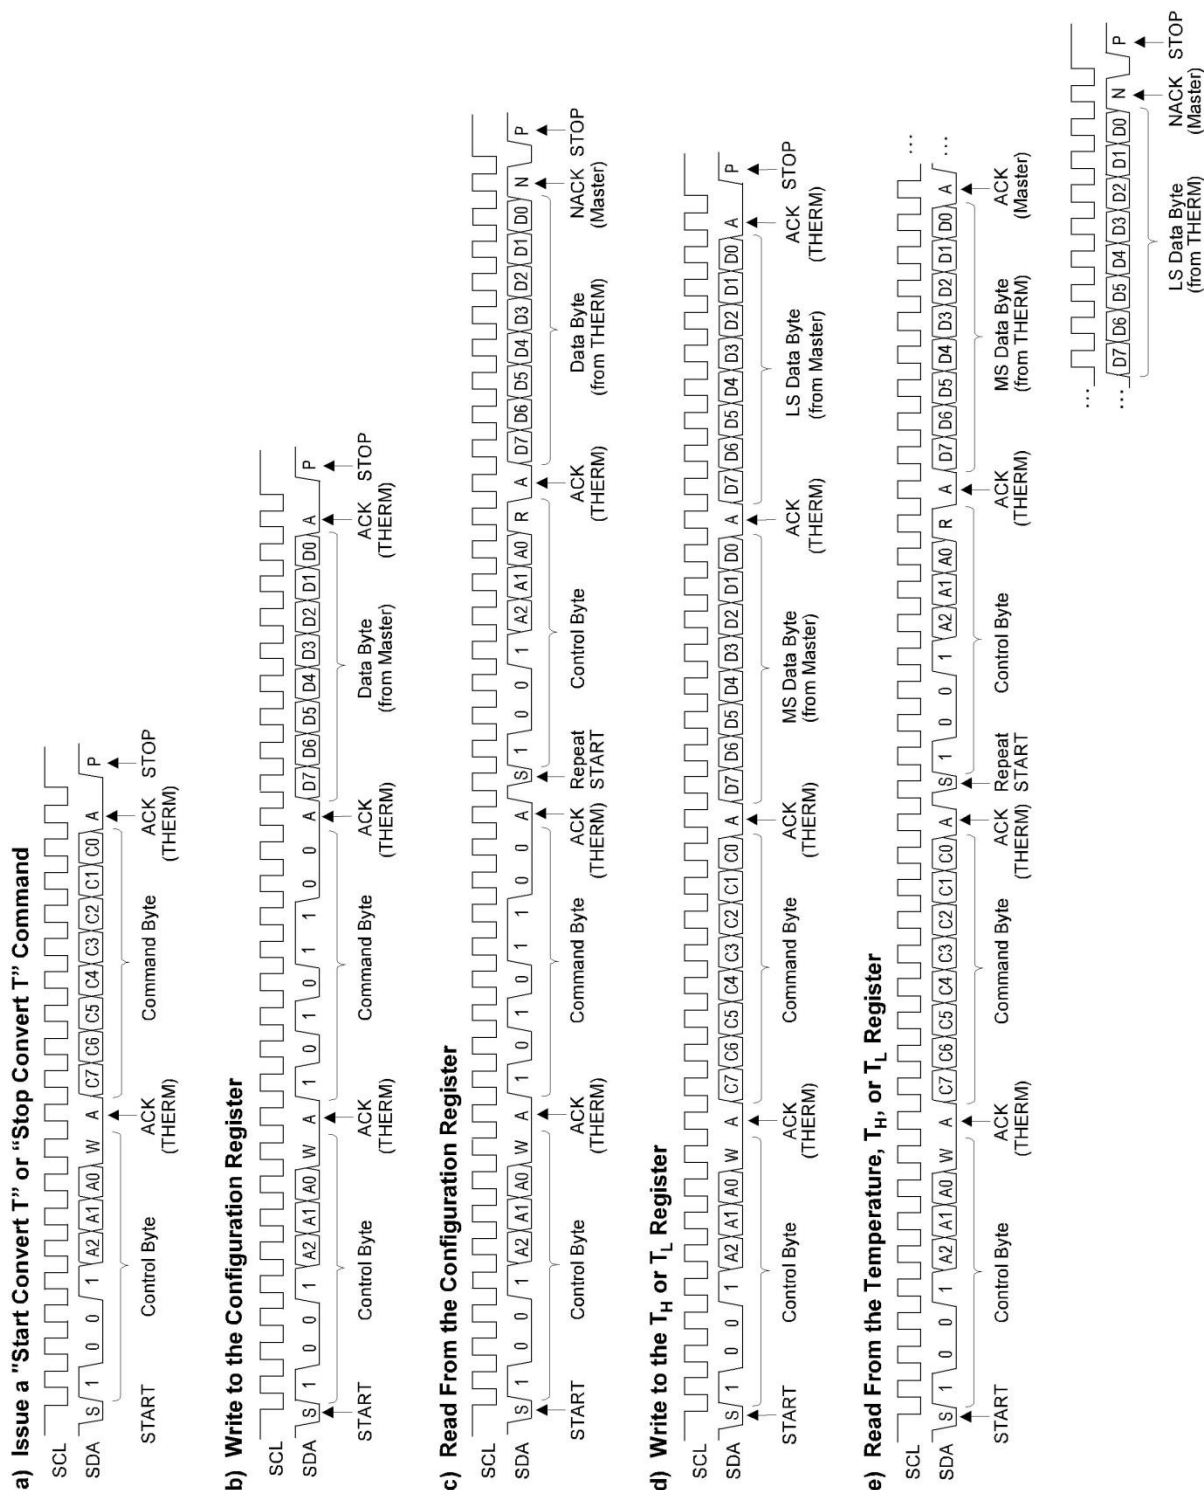 a) Issue a "Start Convert T” or “Stop Convert T” Command
SCL
SDA S 1 0 0 1 A2 A1 A0 W A C7 C6 C5 C4 C3 C2 C1 C0 A P
START Control Byte ACK (THERM) Command Byte ACK (THERM) STOP
b) Write to the Configuration Register
SCL
SDA S 1 0 0 1 A2 A1 A0 W A 1 0 1 0 1 1 0 0 A D7 D6 D5 D4 D3 D2 D1 D0 A P
START Control Byte ACK (THERM) Command Byte ACK (THERM) Data Byte (from Master) ACK (THERM) STOP
c) Read From the Configuration Register
SCL
SDA S 1 0 0 1 A2 A1 A0 W A 1 0 1 0 1 1 0 0 A S 1 0 0 1 A2 A1 A0 R A D7 D6 D5 D4 D3 D2 D1 D0 N P
START Control Byte ACK (THERM) Command Byte ACK (THERM) Repeat START Control Byte ACK (THERM) Data Byte (from THERM) NACK (Master) STOP
d) Write to the TH or TL Register
SCL
SDA S 1 0 0 1 A2 A1 A0 W A C7 C6 C5 C4 C3 C2 C1 C0 A D7 D6 D5 D4 D3 D2 D1 D0 A D7 D6 D5 D4 D3 D2 D1 D0 A P
START Control Byte ACK (THERM) Command Byte ACK (THERM) MS Data Byte (from Master) ACK (THERM) LS Data Byte (from Master) ACK (THERM) STOP
e) Read From the Temperature, TH, or TL Register
SCL ...
SDA S 1 0 0 1 A2 A1 A0 W A C7 C6 C5 C4 C3 C2 C1 C0 A S 1 0 0 1 A2 A1 A0 R A D7 D6 D5 D4 D3 D2 D1 D0 A ...
START Control Byte ACK (THERM) Command Byte ACK (THERM) Repeat START Control Byte ACK (THERM) MS Data Byte (from THERM) ACK (Master)
...
... D7 D6 D5 D4 D3 D2 D1 D0 N P
LS Data Byte (from THERM) NACK (Master) STOP